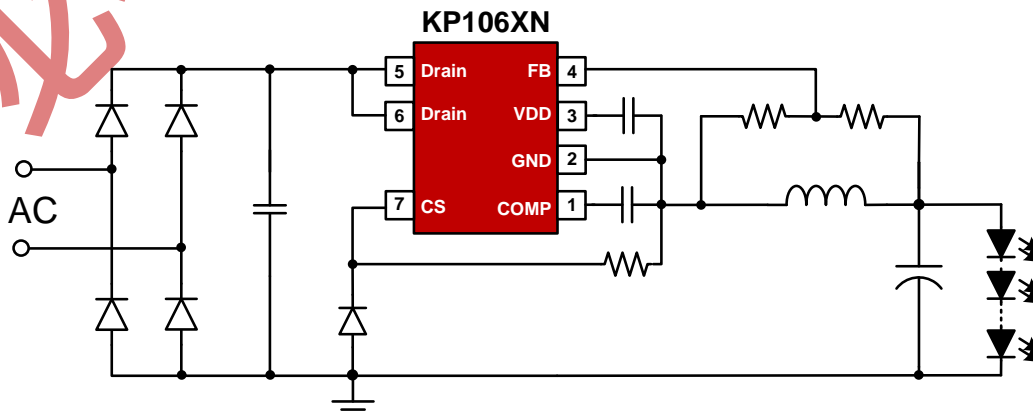 KP106XN
5 Drain FB 4
6 Drain VDD 3
GND 2
7 CS COMP 1
AC